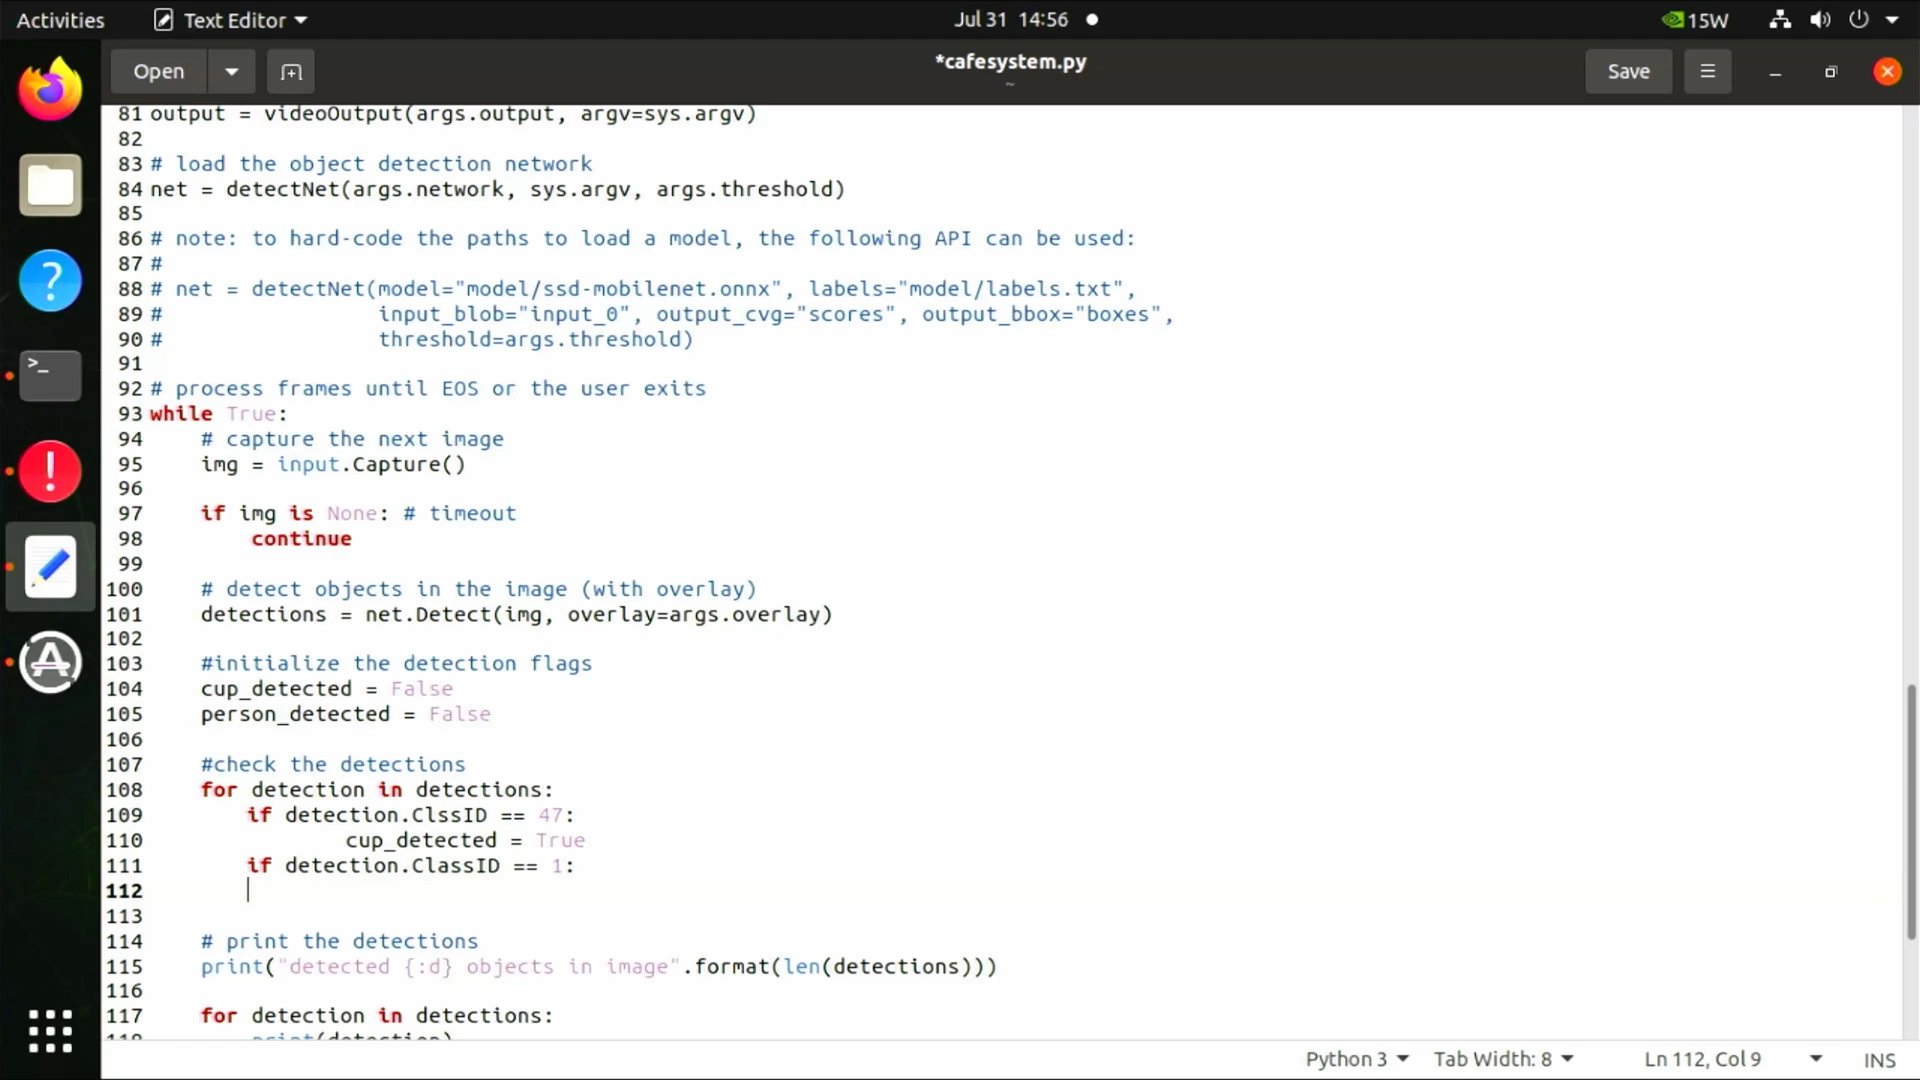 Activities
Text Editor
Jul 31 14:56
15W
Open
*cafesystem.py
~
Save
81 output = videoOutput(args.output, argv=sys.argv)
82
83 # load the object detection network
84 net = detectNet(args.network, sys.argv, args.threshold)
85
86 # note: to hard-code the paths to load a model, the following API can be used:
87 #
88 # net = detectNet(model="model/ssd-mobilenet.onnx", labels="model/labels.txt",
89 #                 input_blob="input_0", output_cvg="scores", output_bbox="boxes",
90 #                 threshold=args.threshold)
91
92 # process frames until EOS or the user exits
93 while True:
94     # capture the next image
95     img = input.Capture()
96
97     if img is None: # timeout
98         continue
99
100     # detect objects in the image (with overlay)
101     detections = net.Detect(img, overlay=args.overlay)
102
103     #initialize the detection flags
104     cup_detected = False
105     person_detected = False
106
107     #check the detections
108     for detection in detections:
109         if detection.ClssID == 47:
110                 cup_detected = True
111         if detection.ClassID == 1:
112
113
114     # print the detections
115     print("detected {:d} objects in image".format(len(detections)))
116
117     for detection in detections:
118         print(detection)
Python 3
Tab Width: 8
Ln 112, Col 9
INS